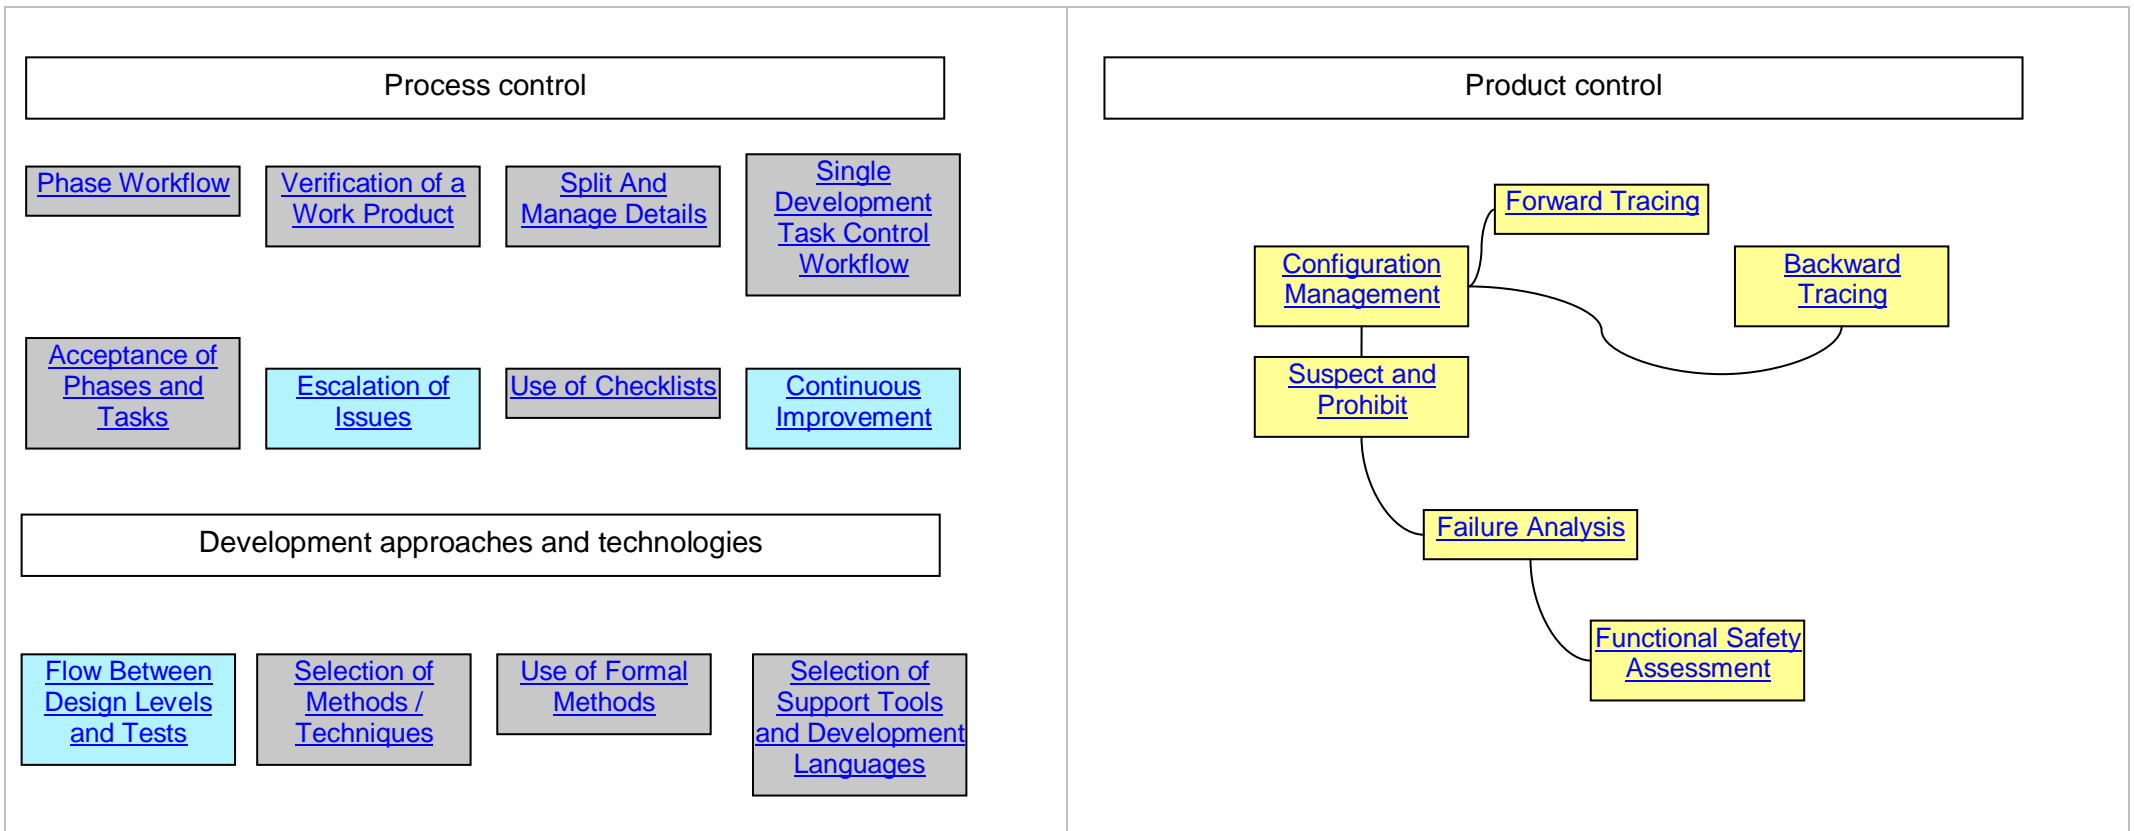 Process control
Phase Workflow
Verification of a
Work Product
Split And
Manage Details
Single
Development
Task Control
Workflow
Acceptance of
Phases and
Tasks
Escalation of
Issues
Use of Checklists
Continuous
Improvement
Development approaches and technologies
Flow Between
Design Levels
and Tests
Selection of
Methods /
Techniques
Use of Formal
Methods
Selection of
Support Tools
and Development
Languages
Product control
Forward Tracing
Configuration
Management
Backward
Tracing
Suspect and
Prohibit
Failure Analysis
Functional Safety
Assessment